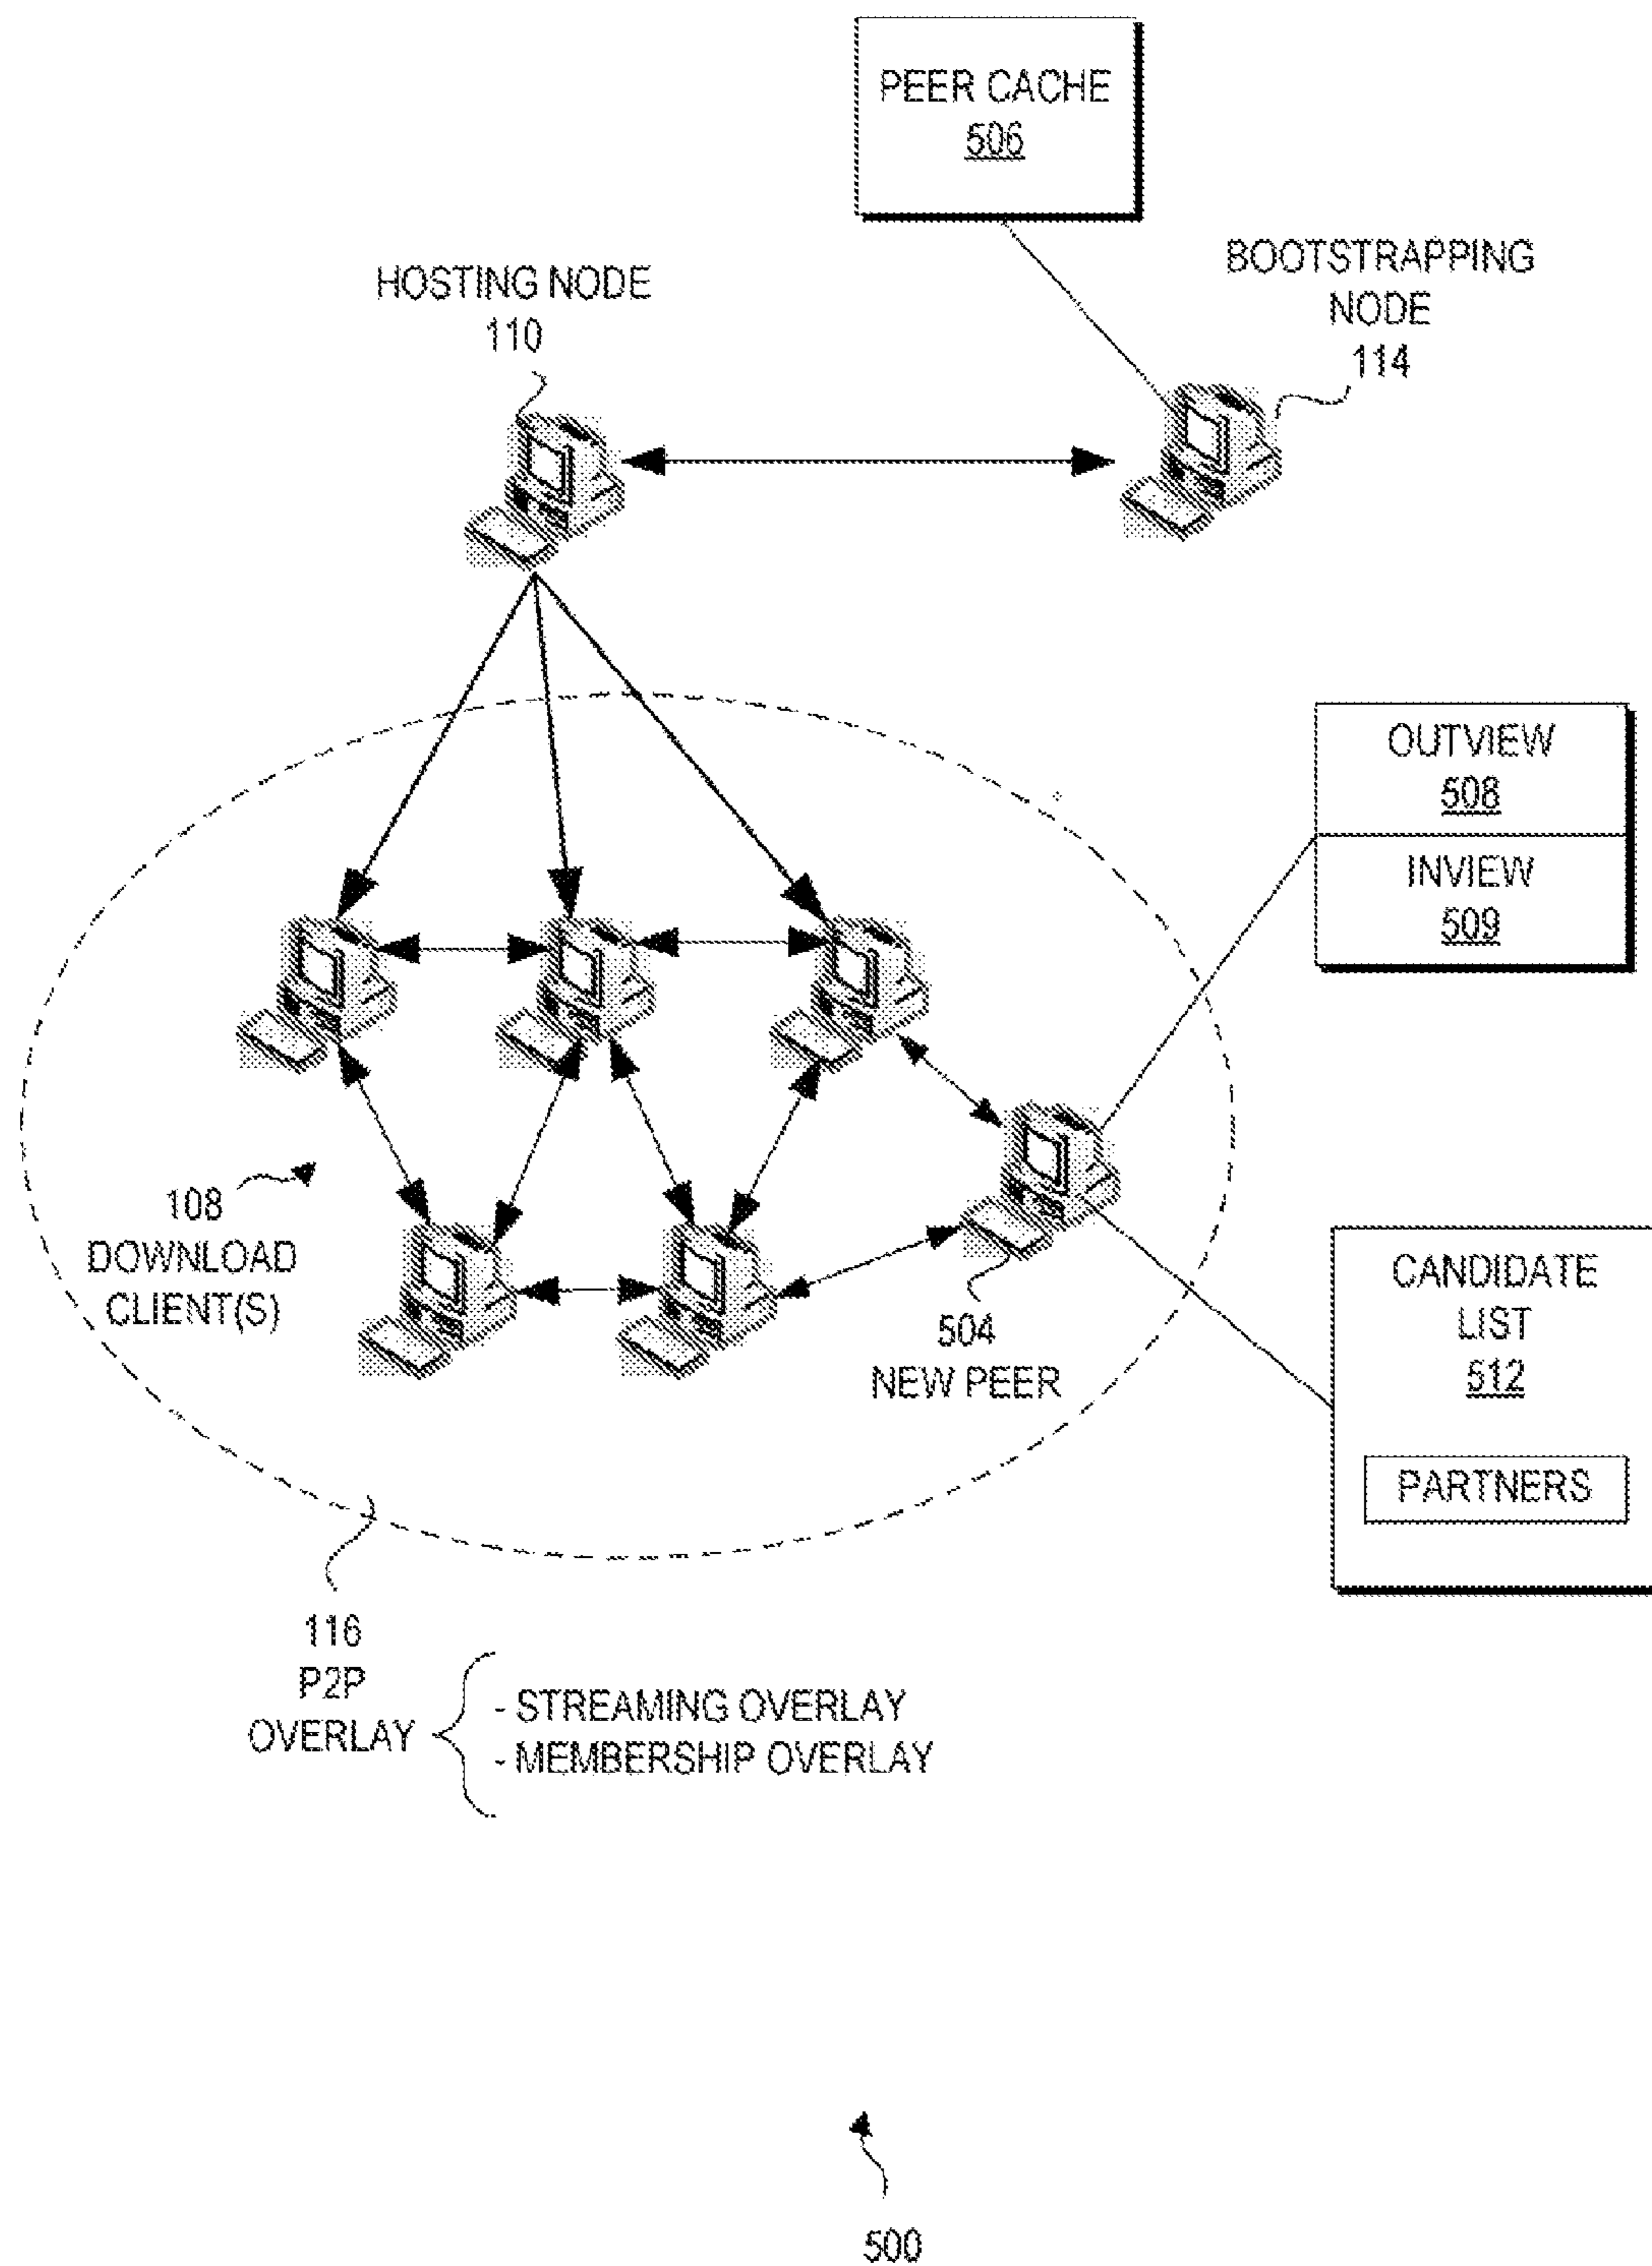 PEER CACHE
506
HOSTING NODE
110
BOOTSTRAPPING
NODE
114
OUTVIEW
508
INVIEW
509
108
DOWNLOAD
CLIENT(S)
504
NEW PEER
CANDIDATE
LIST
512
PARTNERS
116
P2P
OVERLAY
- STREAMING OVERLAY
- MEMBERSHIP OVERLAY
500